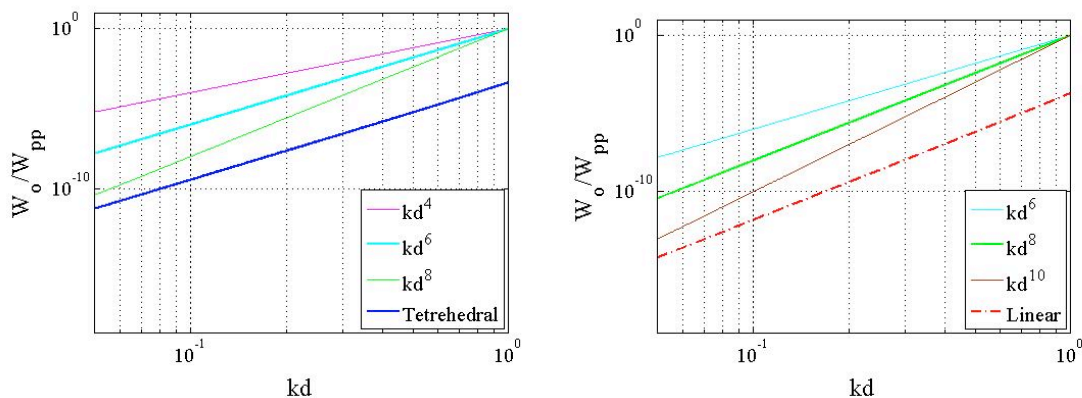 10^0
W_o/W_pp
10^-10
kd^4
kd^6
kd^8
Tetrehedral
10^-1
10^0
kd
10^0
W_o/W_pp
10^-10
kd^6
kd^8
kd^10
Linear
10^-1
10^0
kd